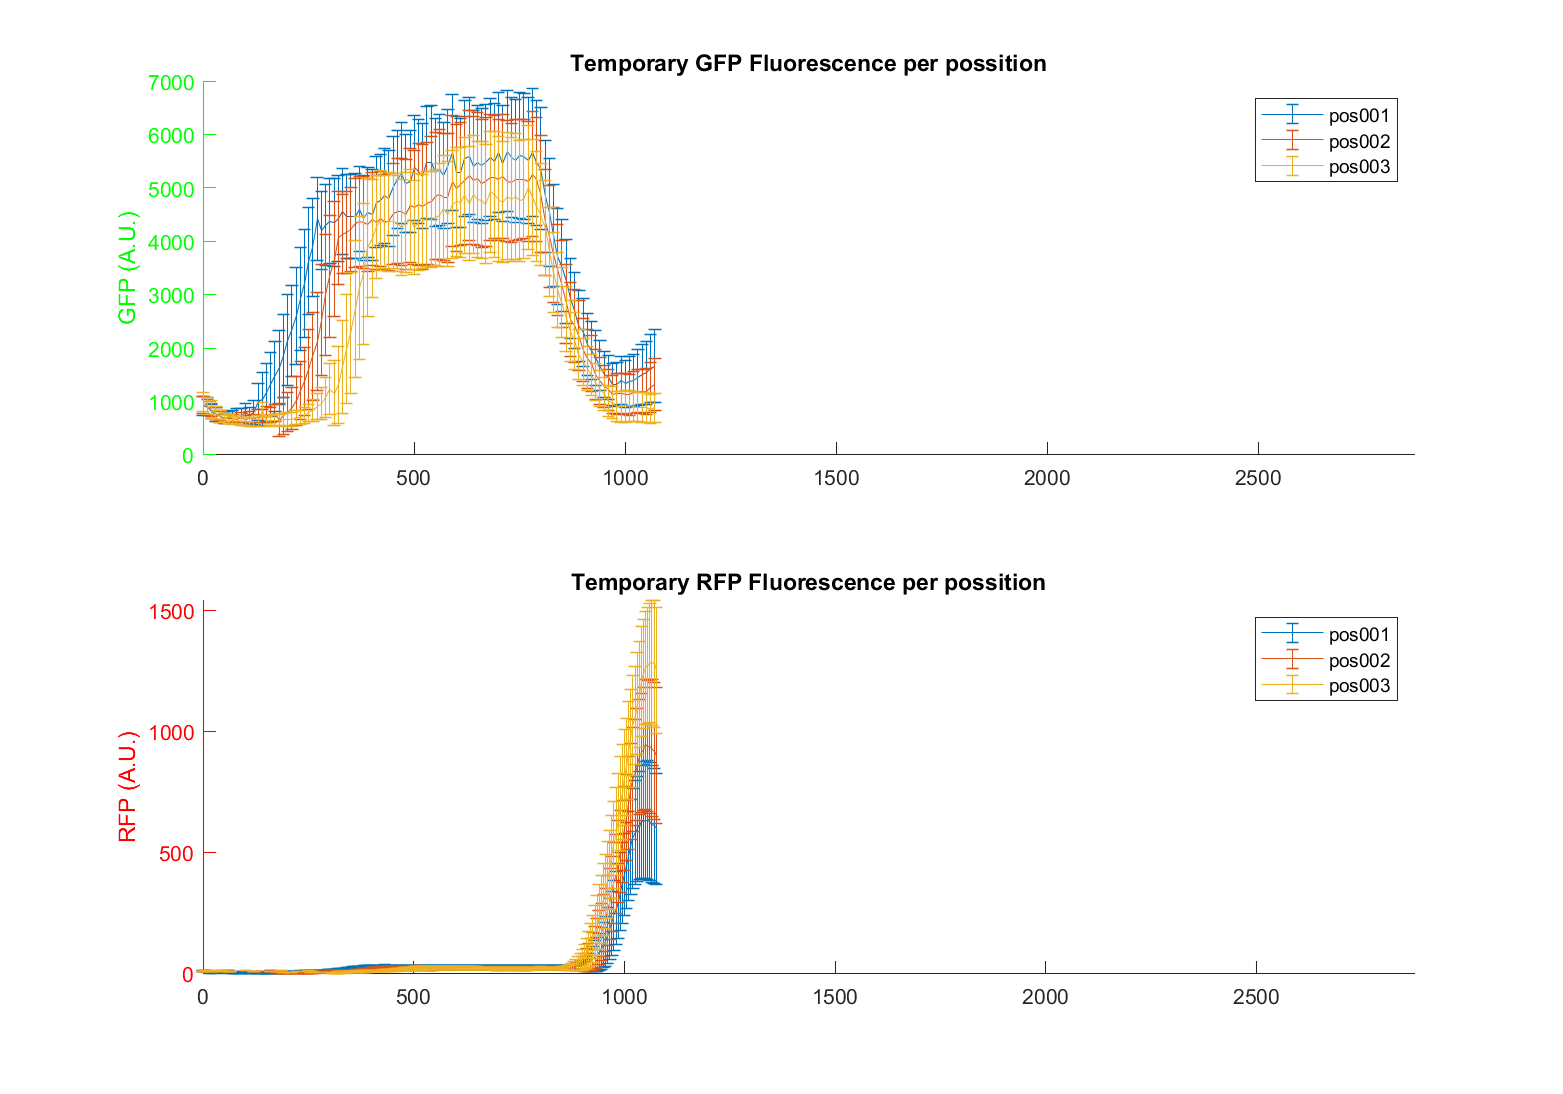 Temporary GFP Fluorescence per possition
7000
6000
5000
4000
3000
2000
1000
0
GFP (A.U.)
pos001
pos002
pos003
0 500 1000 1500 2000 2500
Temporary RFP Fluorescence per possition
1500
1000
500
0
RFP (A.U.)
pos001
pos002
pos003
0 500 1000 1500 2000 2500